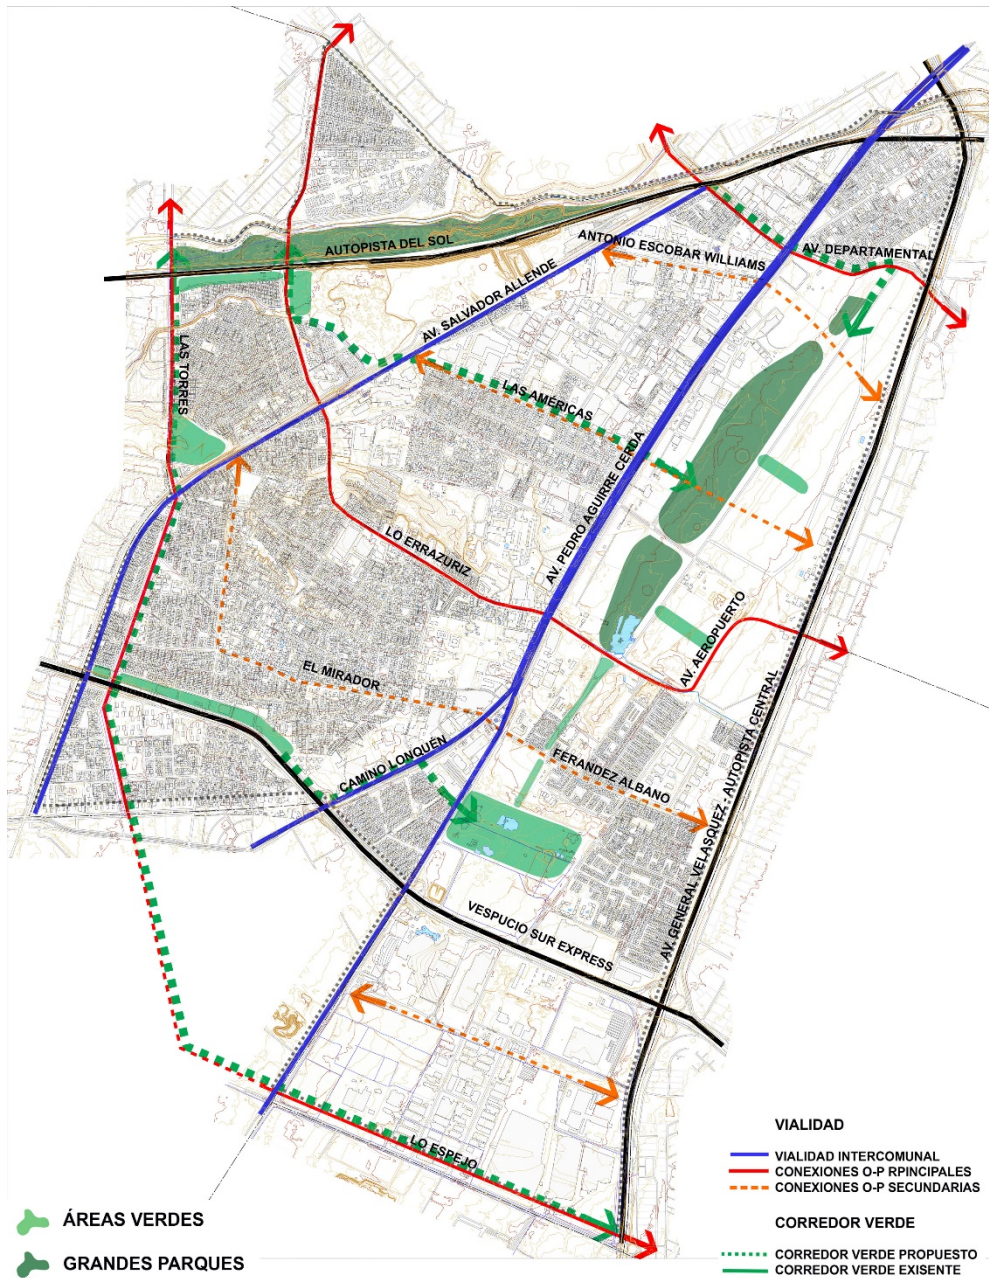 AUTOPISTA DEL SOL
ANTONIO ESCOBAR WILLIAMS
AV. DEPARTAMENTAL
AV. SALVADOR ALLENDE
LAS TORRES
LAS AMÉRICAS
AV. PEDRO AGUIRRE CERDA
LO ERRAZURIZ
AV. AEROPUERTO
EL MIRADOR
CAMINO LONQUÉN
FERANDEZ ALBANO
AV. GENERAL VELASQUEZ - AUTOPISTA CENTRAL
VESPUCIO SUR EXPRESS
LO ESPEJO
VIALIDAD
VIALIDAD INTERCOMUNAL
CONEXIONES O-P RPINCIPALES
CONEXIONES O-P SECUNDARIAS
CORREDOR VERDE
CORREDOR VERDE PROPUESTO
CORREDOR VERDE EXISENTE
ÁREAS VERDES
GRANDES PARQUES